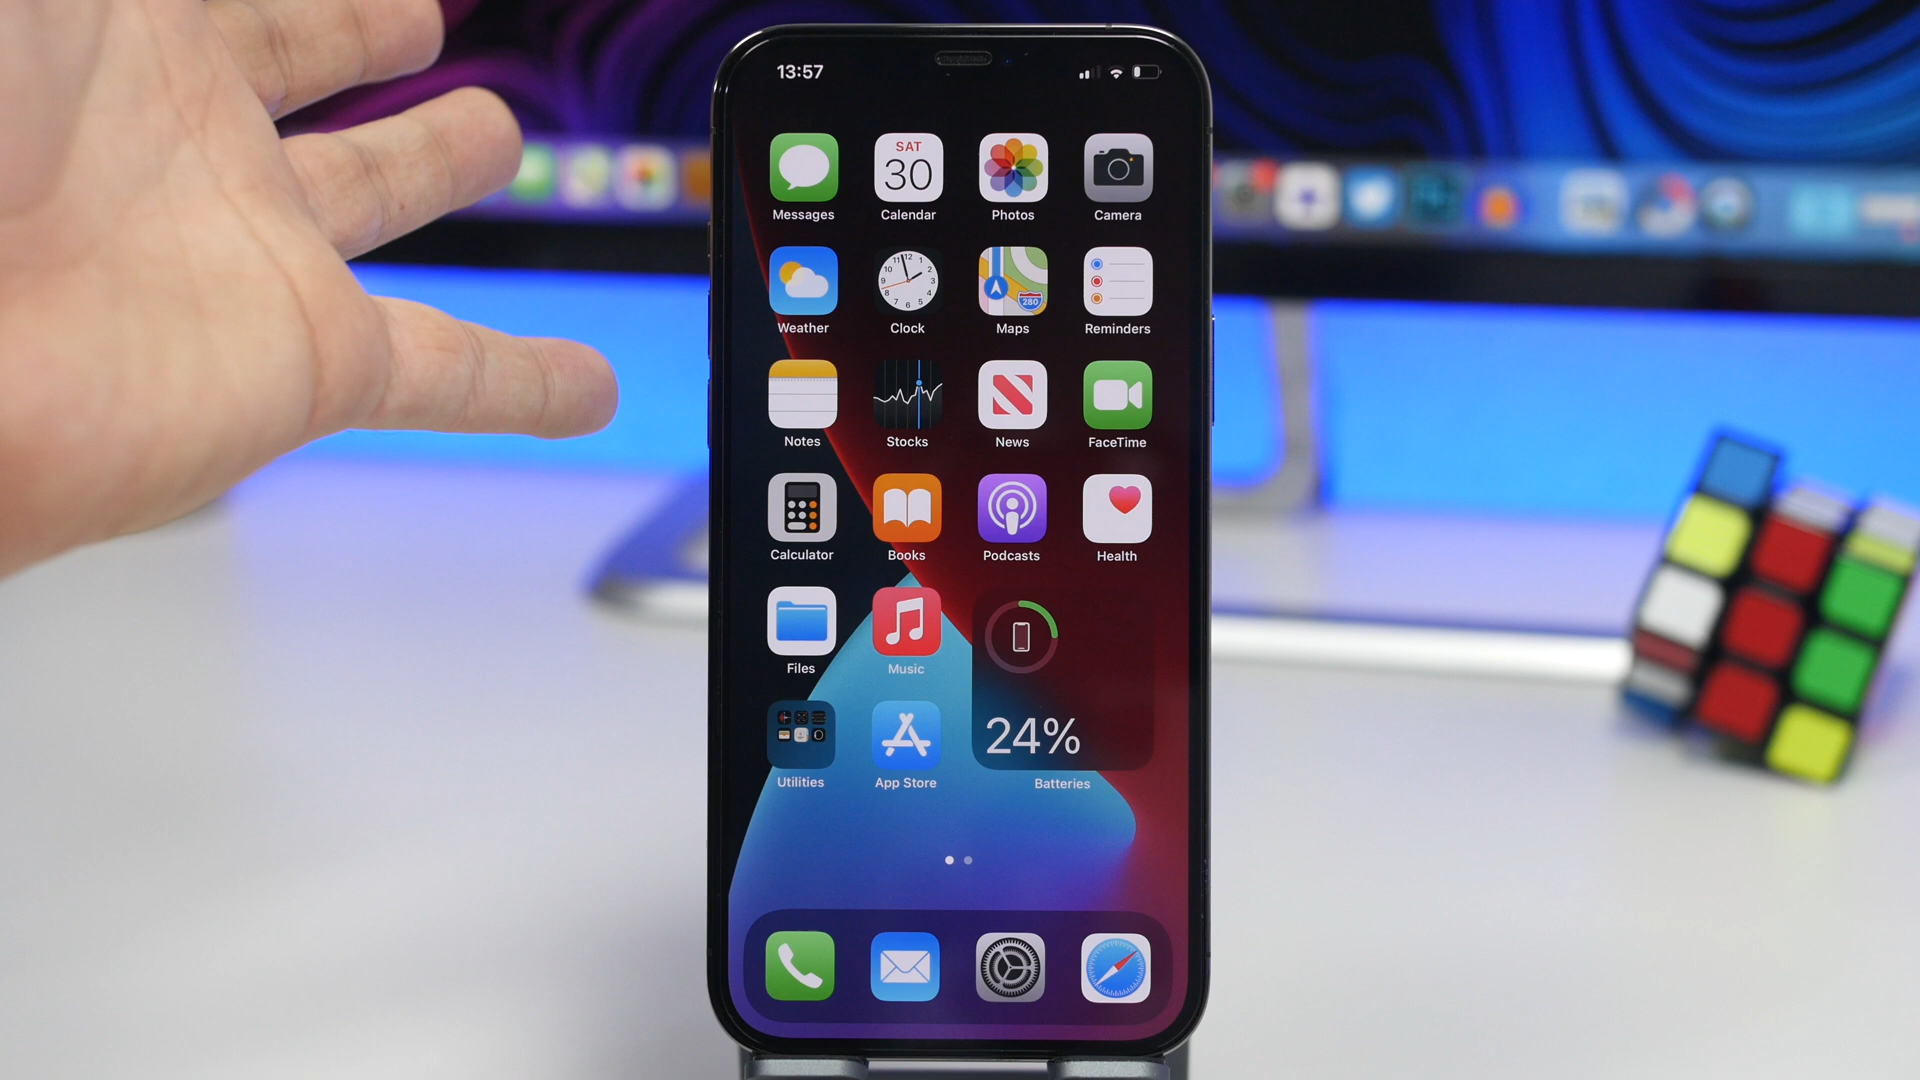 13:57
SAT
30
Messages Calendar Photos Camera
280
Weather Clock Maps Reminders
Notes Stocks News FaceTime
Calculator Books Podcasts Health
Files Music
24%
Utilities App Store Batteries